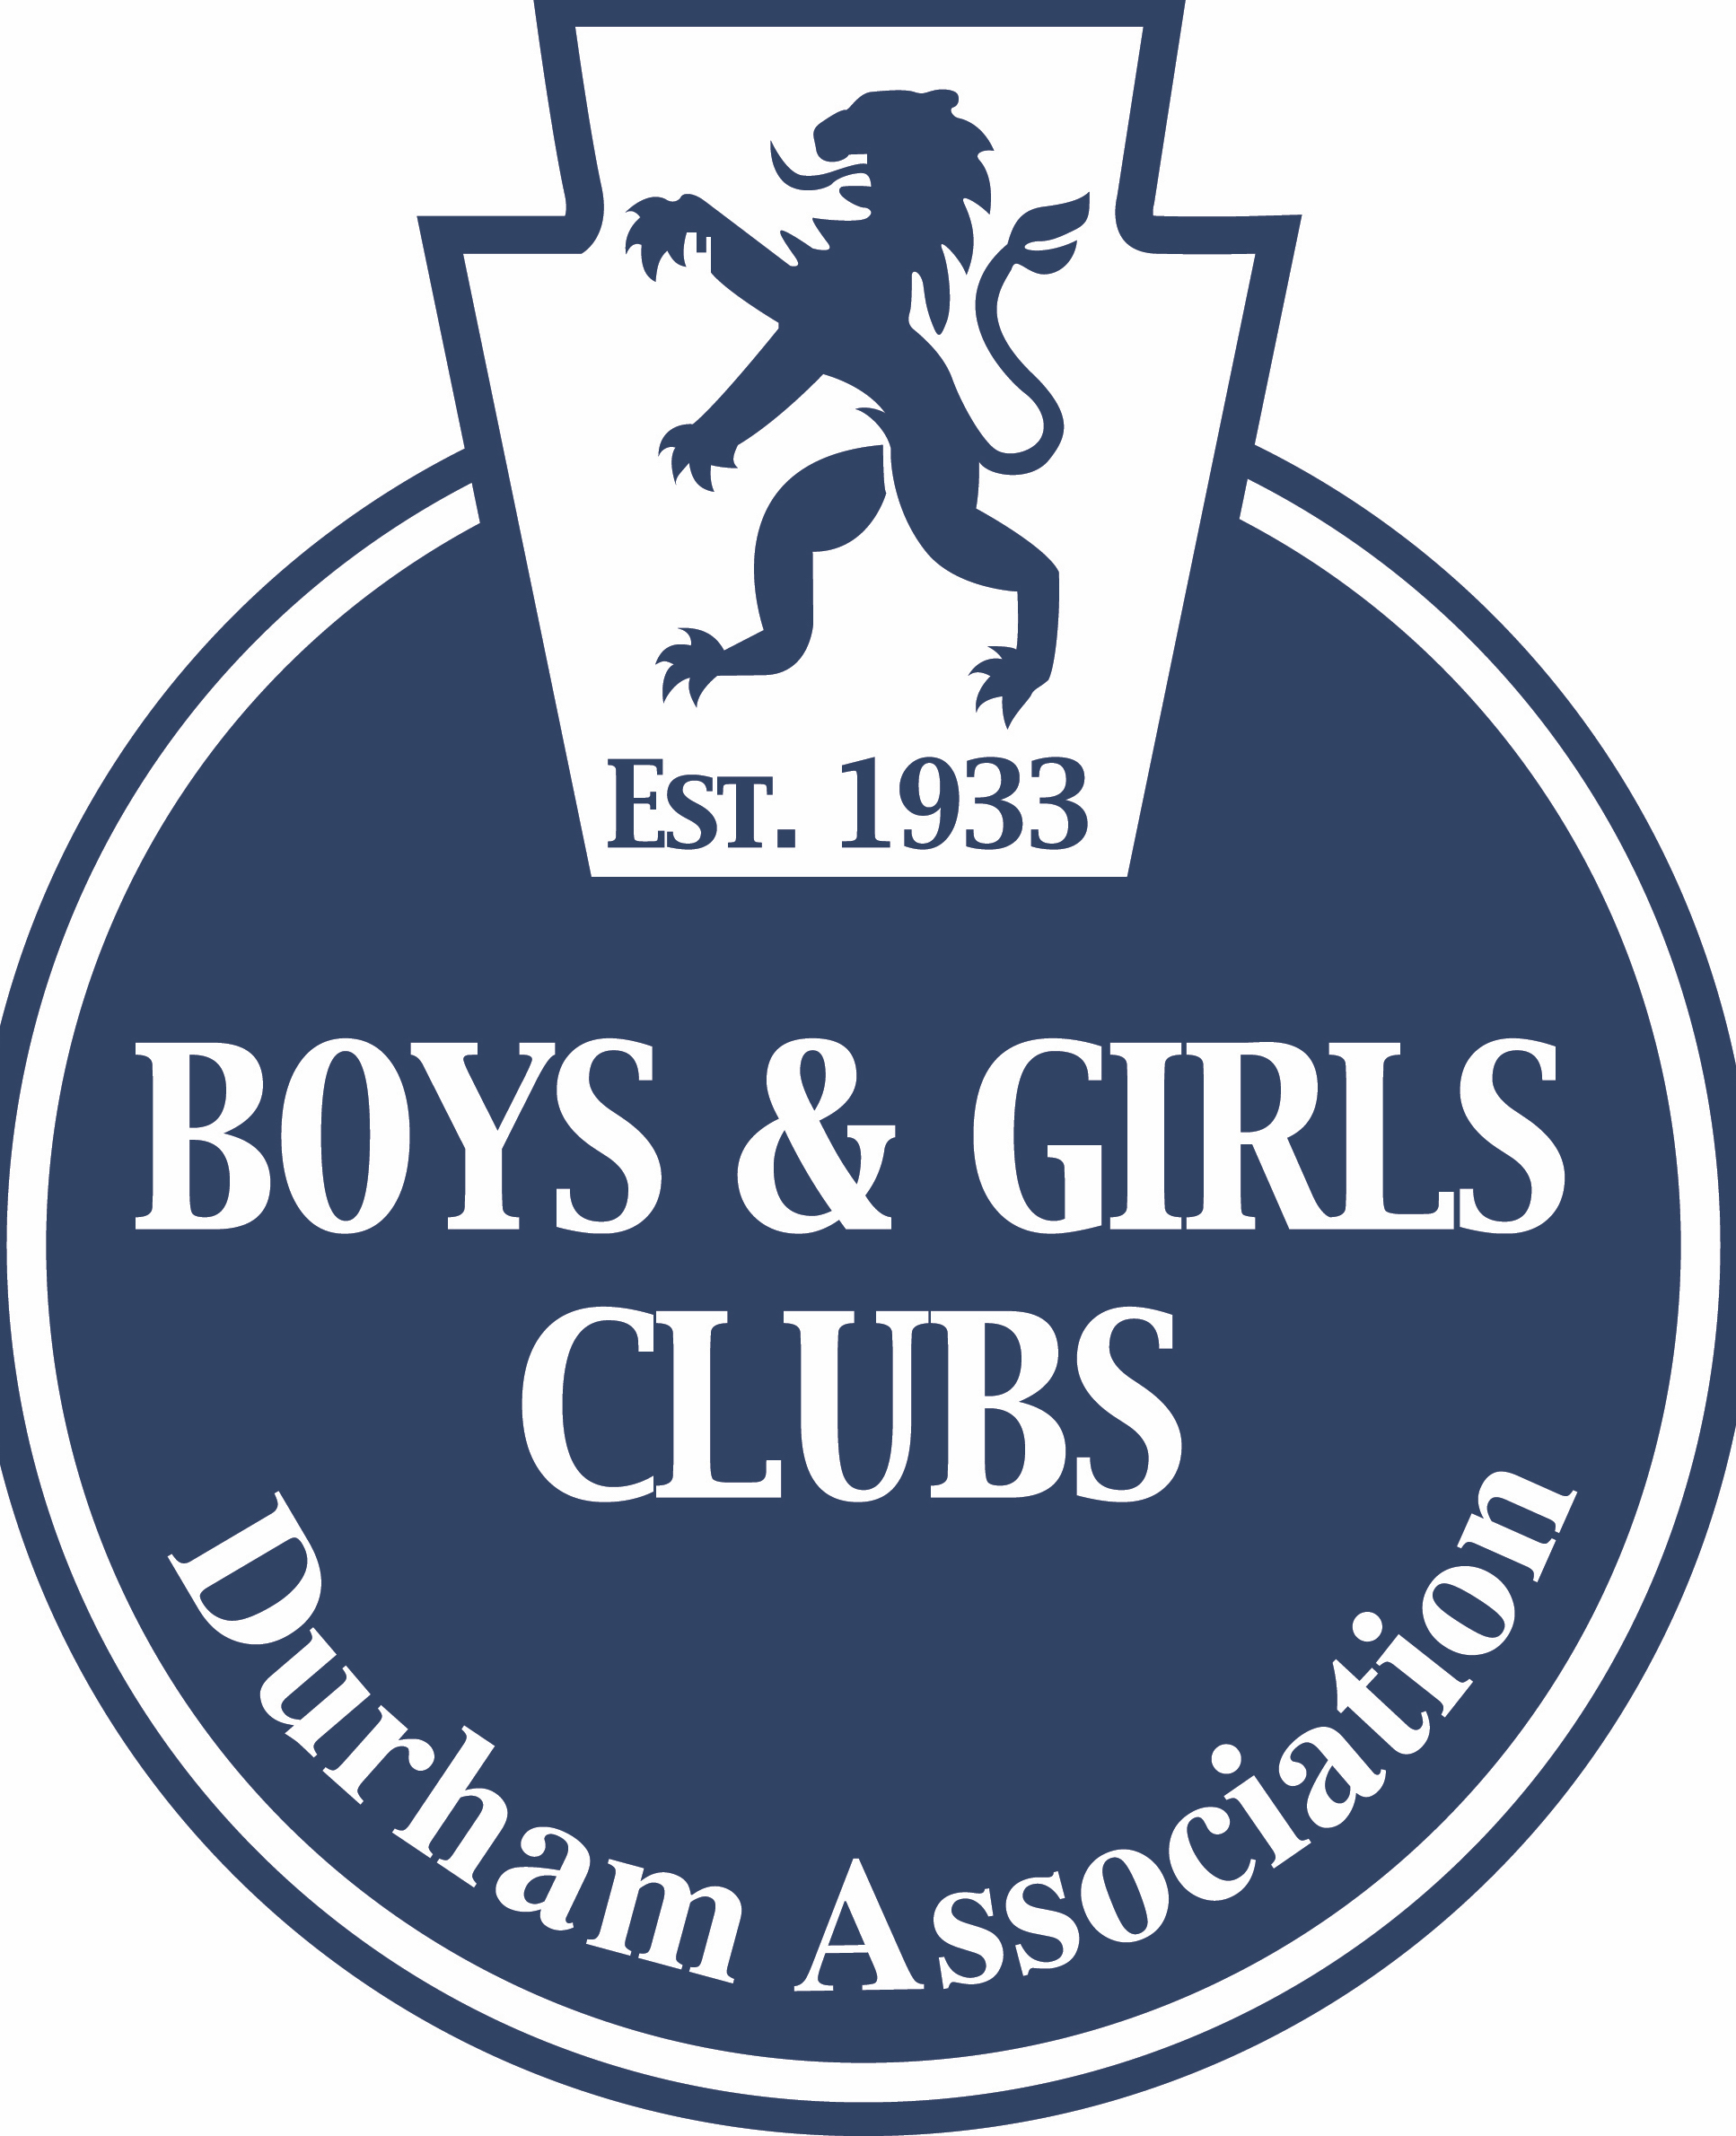 Est. 1933
BOYS & GIRLS
CLUBS
Durham Association